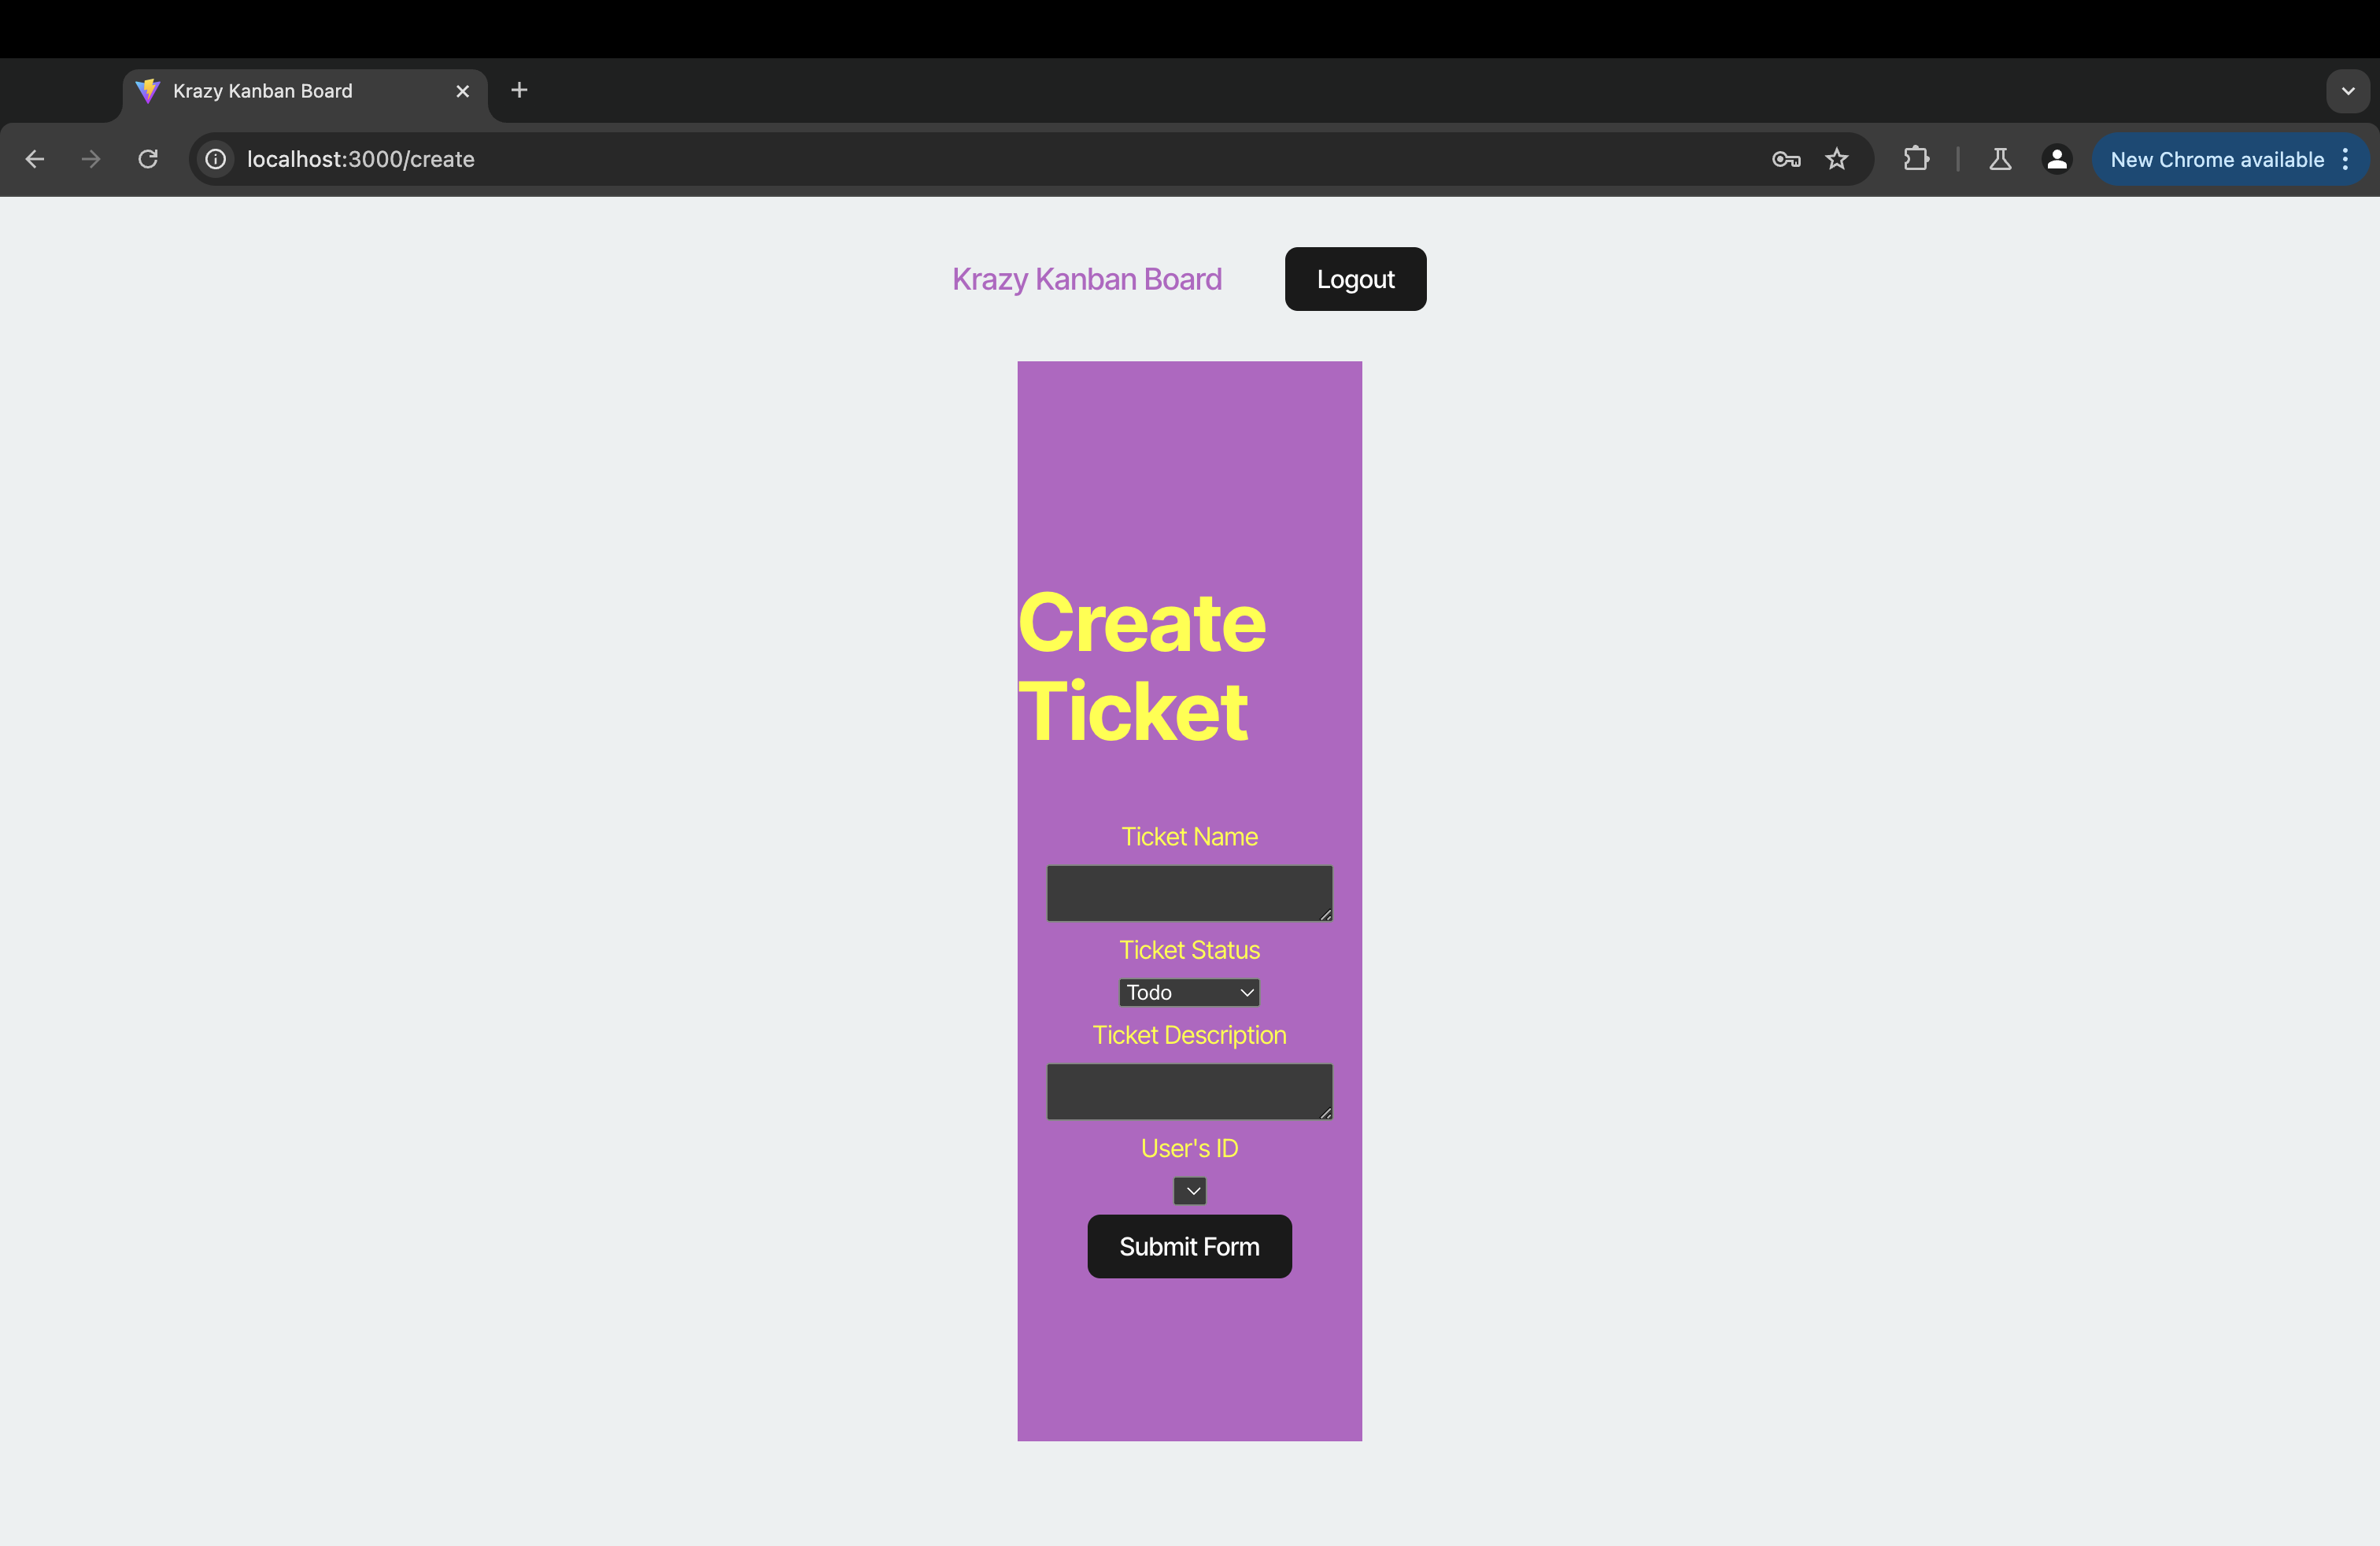 Krazy Kanban Board
localhost:3000/create
New Chrome available
Krazy Kanban Board
Logout
Create
Ticket
Ticket Name
Ticket Status
Todo
Ticket Description
User's ID
Submit Form